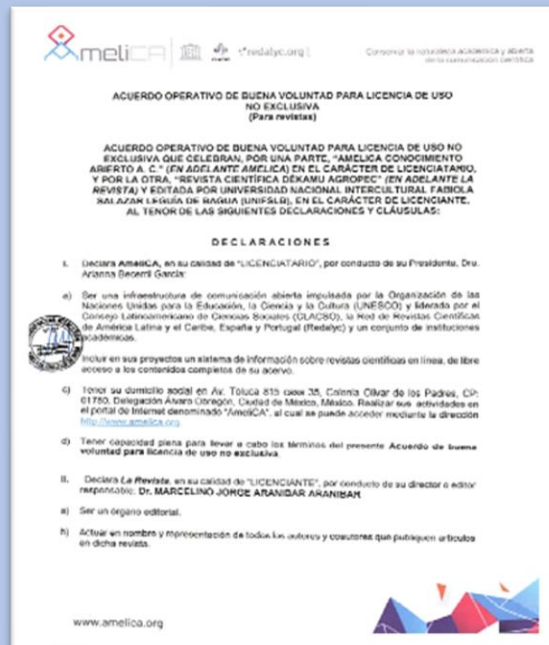 AmeliCA
redalyc.org
Conservar la naturaleza académica y abierta
de la comunicación científica
ACUERDO OPERATIVO DE BUENA VOLUNTAD PARA LICENCIA DE USO
NO EXCLUSIVA
(Para revistas)
ACUERDO OPERATIVO DE BUENA VOLUNTAD PARA LICENCIA DE USO NO
EXCLUSIVA QUE CELEBRAN, POR UNA PARTE, "AMELICA CONOCIMIENTO
ABIERTO A. C." (EN ADELANTE AMELICA) EN EL CARÁCTER DE LICENCIATARIO,
Y POR LA OTRA, "REVISTA CIENTÍFICA DÉKAMU AGROPEC" (EN ADELANTE LA
REVISTA) Y EDITADA POR UNIVERSIDAD NACIONAL INTERCULTURAL FABIOLA
SALAZAR LEGUÍA DE BAGUA (UNIFSLB), EN EL CARÁCTER DE LICENCIANTE,
AL TENOR DE LAS SIGUIENTES DECLARACIONES Y CLÁUSULAS:
DECLARACIONES
I. Declara AmeliCA, en su calidad de "LICENCIATARIO", por conducto de su Presidente, Dra.
Arianna Becerril García:
a) Ser una infraestructura de comunicación abierta impulsada por la Organización de las
Naciones Unidas para la Educación, la Ciencia y la Cultura (UNESCO) y liderada por el
Consejo Latinoamericano de Ciencias Sociales (CLACSO), la Red de Revistas Científicas
de América Latina y el Caribe, España y Portugal (Redalyc) y un conjunto de instituciones
académicas.
Incluir en sus proyectos un sistema de información sobre revistas científicas en línea, de libre
acceso a los contenidos completos de su acervo.
c) Tener su domicilio social en Av. Toluca 815 casa 35, Colonia Olivar de los Padres, CP:
01780, Delegación Álvaro Obregón, Ciudad de México, México. Realizar sus actividades en
el portal de Internet denominado "AmeliCA", al cual se puede acceder mediante la dirección
http://www.amelica.org
d) Tener capacidad plena para llevar a cabo los términos del presente Acuerdo de buena
voluntad para licencia de uso no exclusiva.
II. Declara La Revista, en su calidad de "LICENCIANTE", por conducto de su director o editor
responsable, Dr. MARCELINO JORGE ARANIBAR ARANIBAR
a) Ser un órgano editorial.
b) Actuar en nombre y representación de todos los autores y coautores que publiquen artículos
en dicha revista.
www.amelica.org